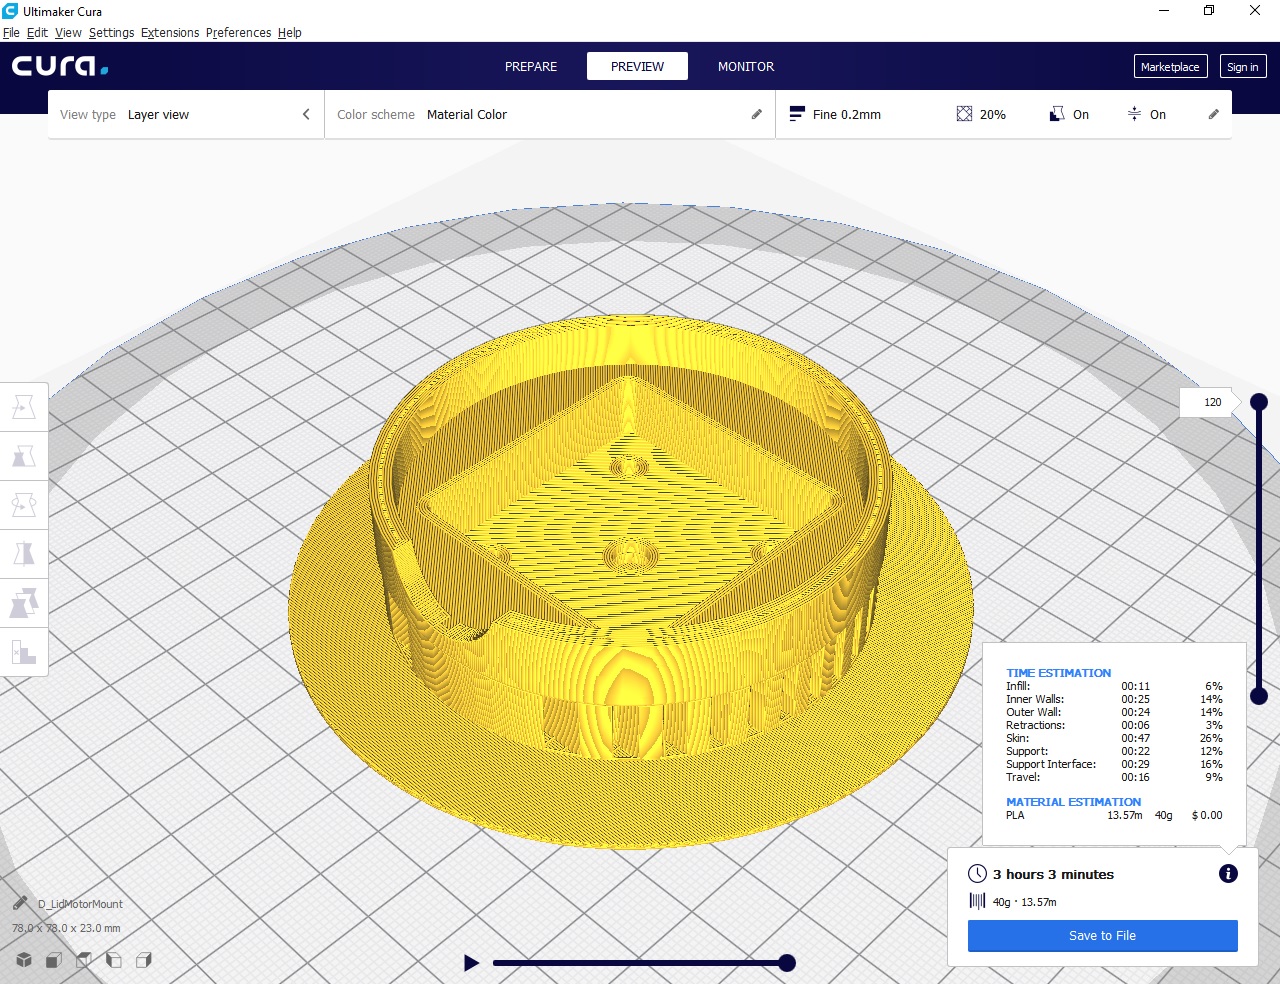 Ultimaker Cura
File Edit View Settings Extensions Preferences Help
cura.
PREPARE PREVIEW MONITOR
Marketplace Sign in
View type Layer view Color scheme Material Color Fine 0.2mm 20% On On
120
TIME ESTIMATION
Infill: 00:11 6%
Inner Walls: 00:25 14%
Outer Wall: 00:24 14%
Retractions: 00:06 3%
Skin: 00:47 26%
Support: 00:22 12%
Support Interface: 00:29 16%
Travel: 00:16 9%
MATERIAL ESTIMATION
PLA 13.57m 40g $ 0.00
3 hours 3 minutes
40g · 13.57m
Save to File
D_LidMotorMount
78.0 x 78.0 x 23.0 mm